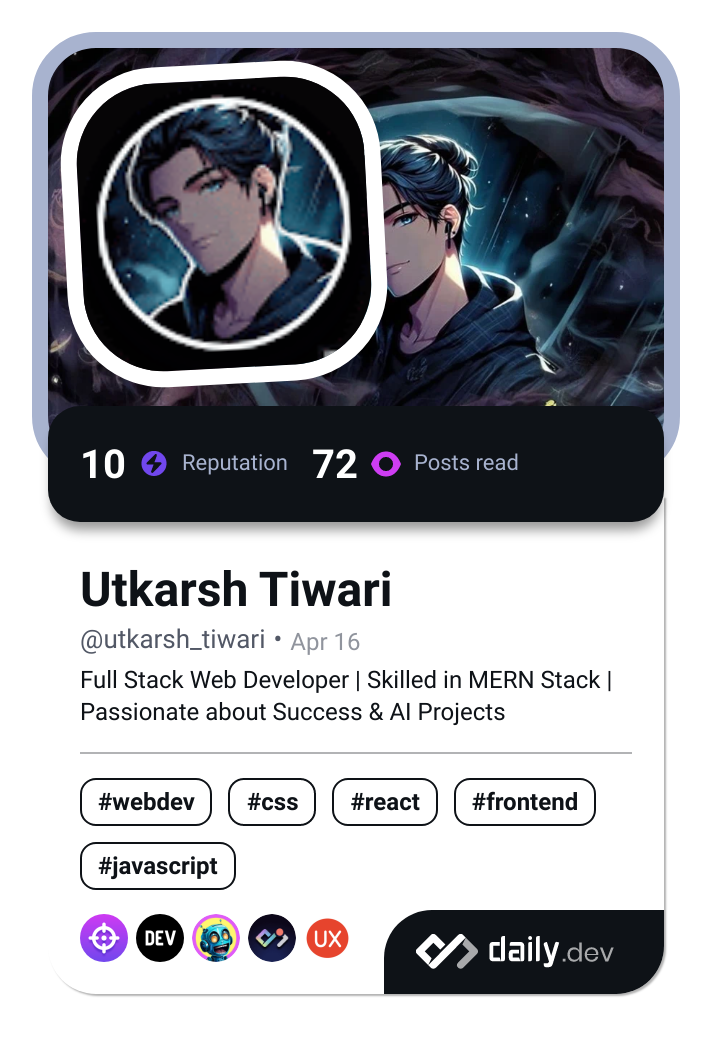 10 Reputation 72 Posts read
Utkarsh Tiwari
@utkarsh_tiwari • Apr 16
Full Stack Web Developer | Skilled in MERN Stack |
Passionate about Success & AI Projects
#webdev #css #react #frontend
#javascript
DEV UX daily.dev